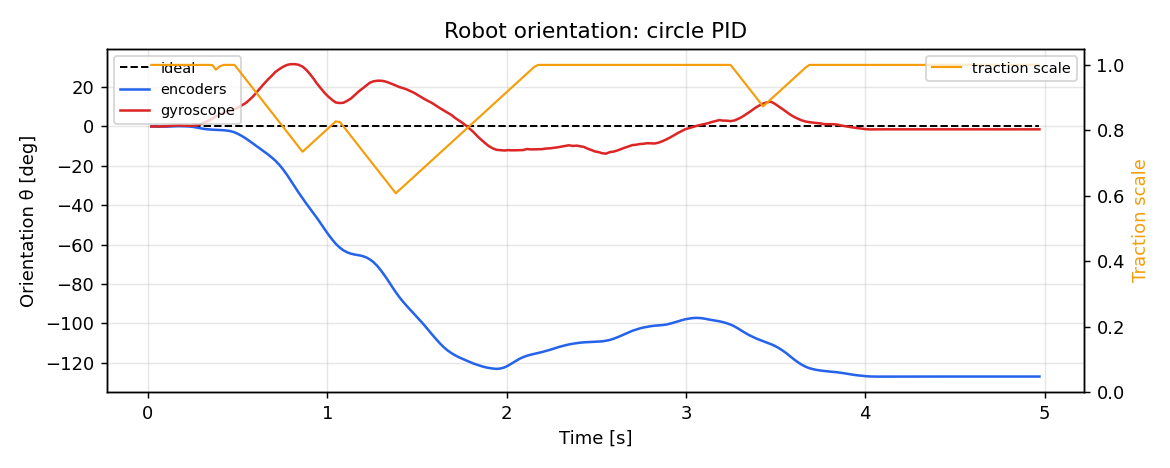 Robot orientation: circle PID
ideal
encoders
gyroscope
traction scale
Orientation θ [deg]
20
0
−20
−40
−60
−80
−100
−120
1.0
0.8
0.6
0.4
0.2
0.0
Traction scale
0 1 2 3 4 5
Time [s]